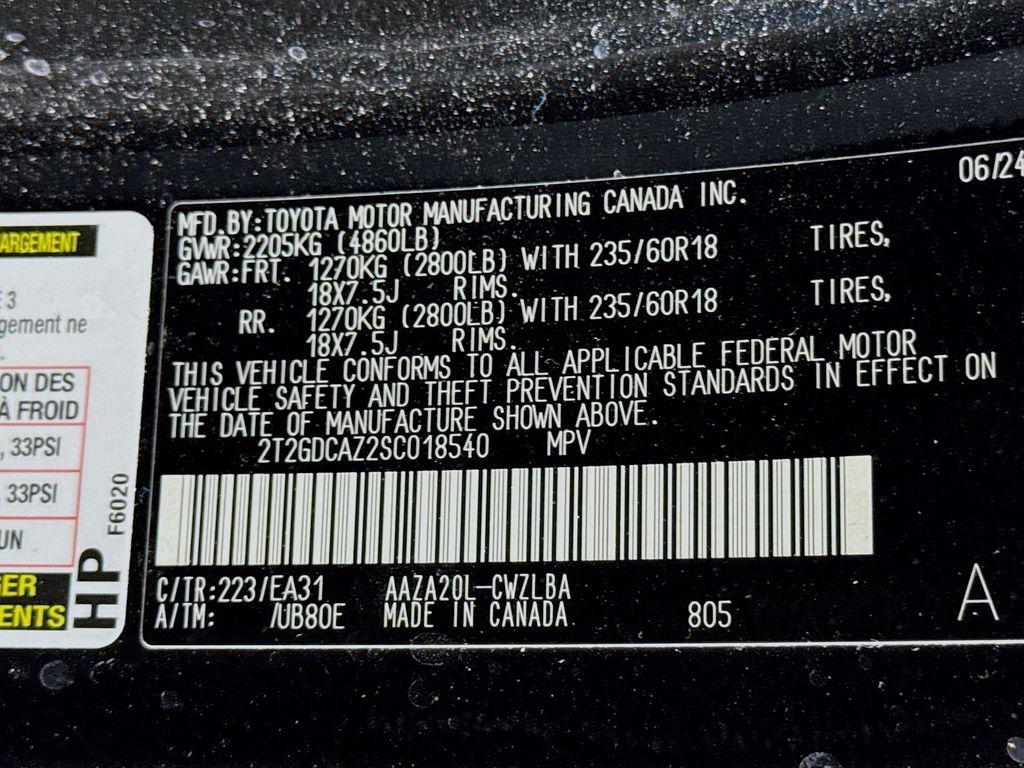 06/24
MFD.BY:TOYOTA MOTOR MANUFACTURING CANADA INC.
GVWR:2205KG (4860LB)
GAWR:FRT. 1270KG (2800LB) WITH 235/60R18 TIRES,
18X7.5J RIMS.
RR. 1270KG (2800LB) WITH 235/60R18 TIRES,
18X7.5J RIMS.
THIS VEHICLE CONFORMS TO ALL APPLICABLE FEDERAL MOTOR
VEHICLE SAFETY AND THEFT PREVENTION STANDARDS IN EFFECT ON
THE DATE OF MANUFACTURE SHOWN ABOVE.
2T2GDCAZ2SC018540 MPV
C/TR:223/EA31 AAZA20L-CWZLBA
A/TM: /UB80E MADE IN CANADA 805
A
ARGEMENT
E 3
gement ne
ON DES
À FROID
, 33PSI
, 33PSI
UN
GER
ENTS
HP
F6020